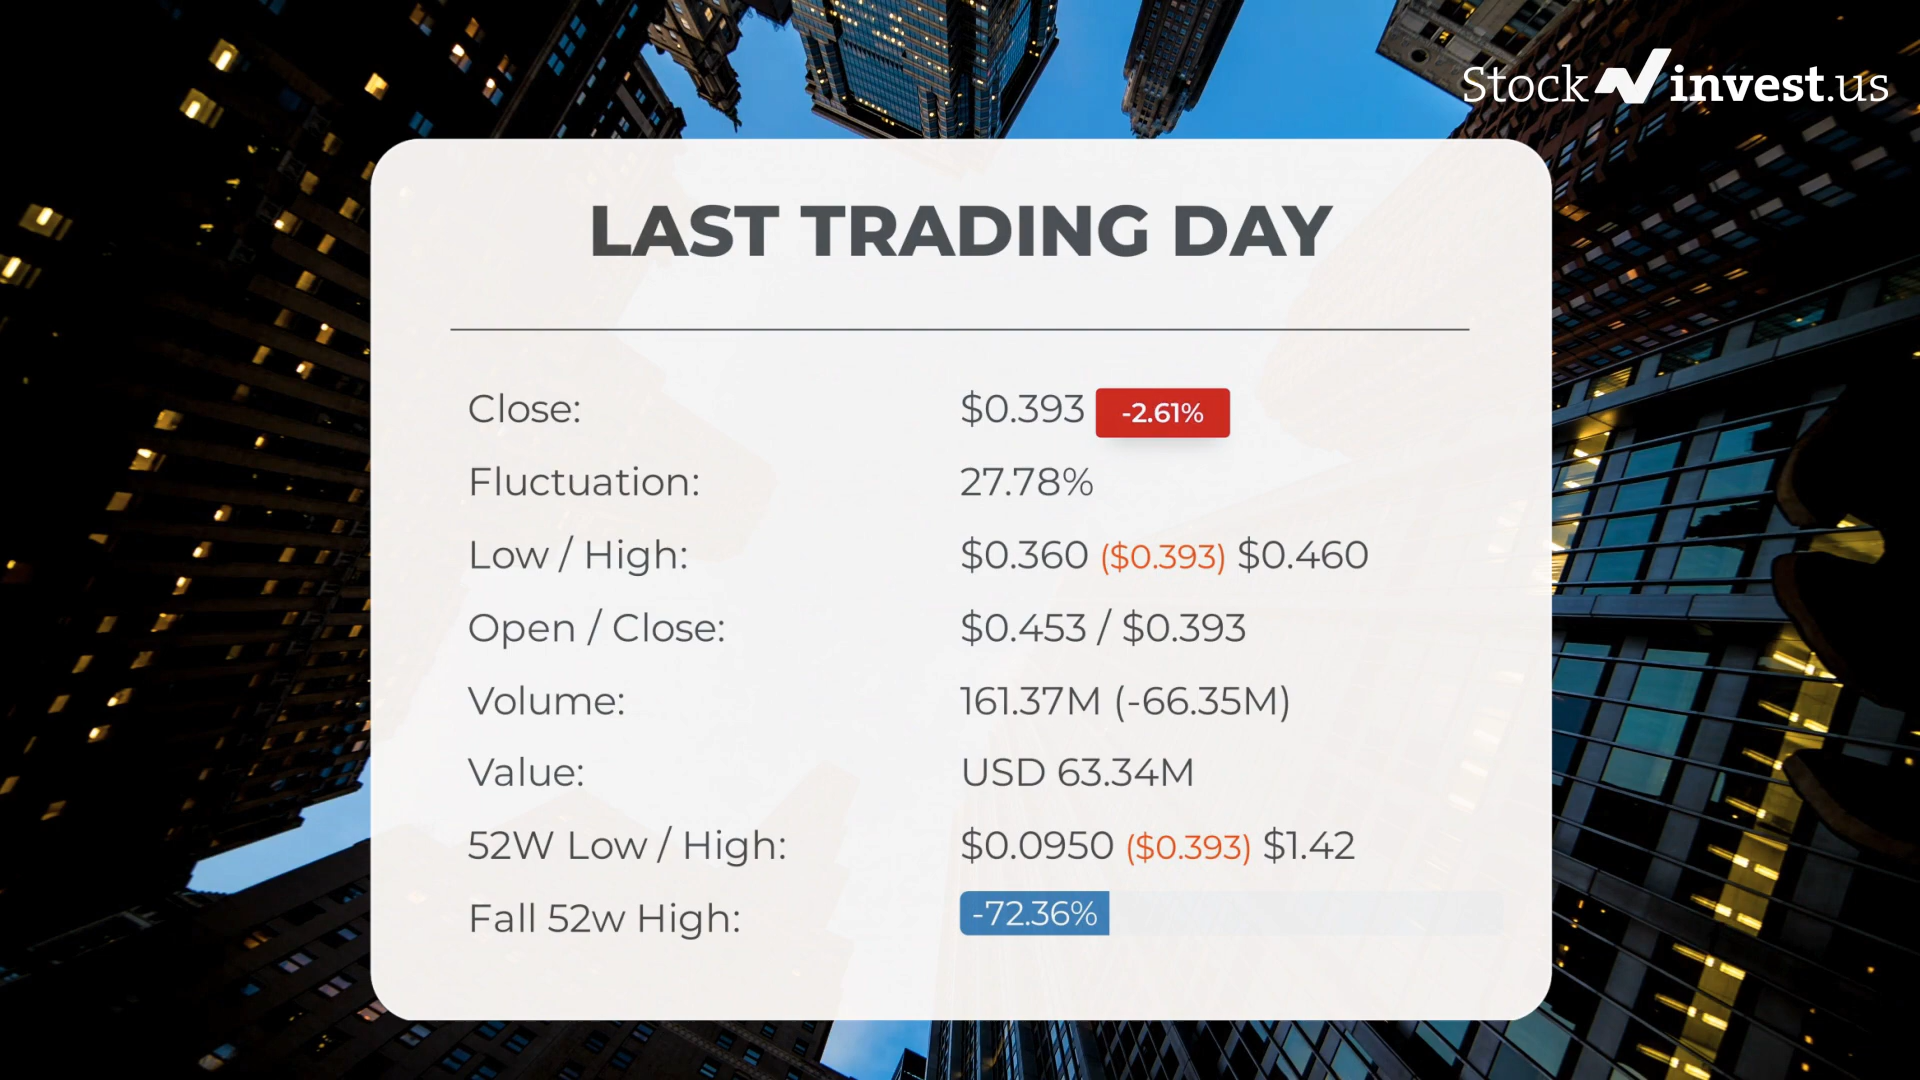 Stock invest.us
LAST TRADING DAY
Close: $0.393 -2.61%
Fluctuation: 27.78%
Low / High: $0.360 ($0.393) $0.460
Open / Close: $0.453 / $0.393
Volume: 161.37M (-66.35M)
Value: USD 63.34M
52W Low / High: $0.0950 ($0.393) $1.42
Fall 52w High: -72.36%